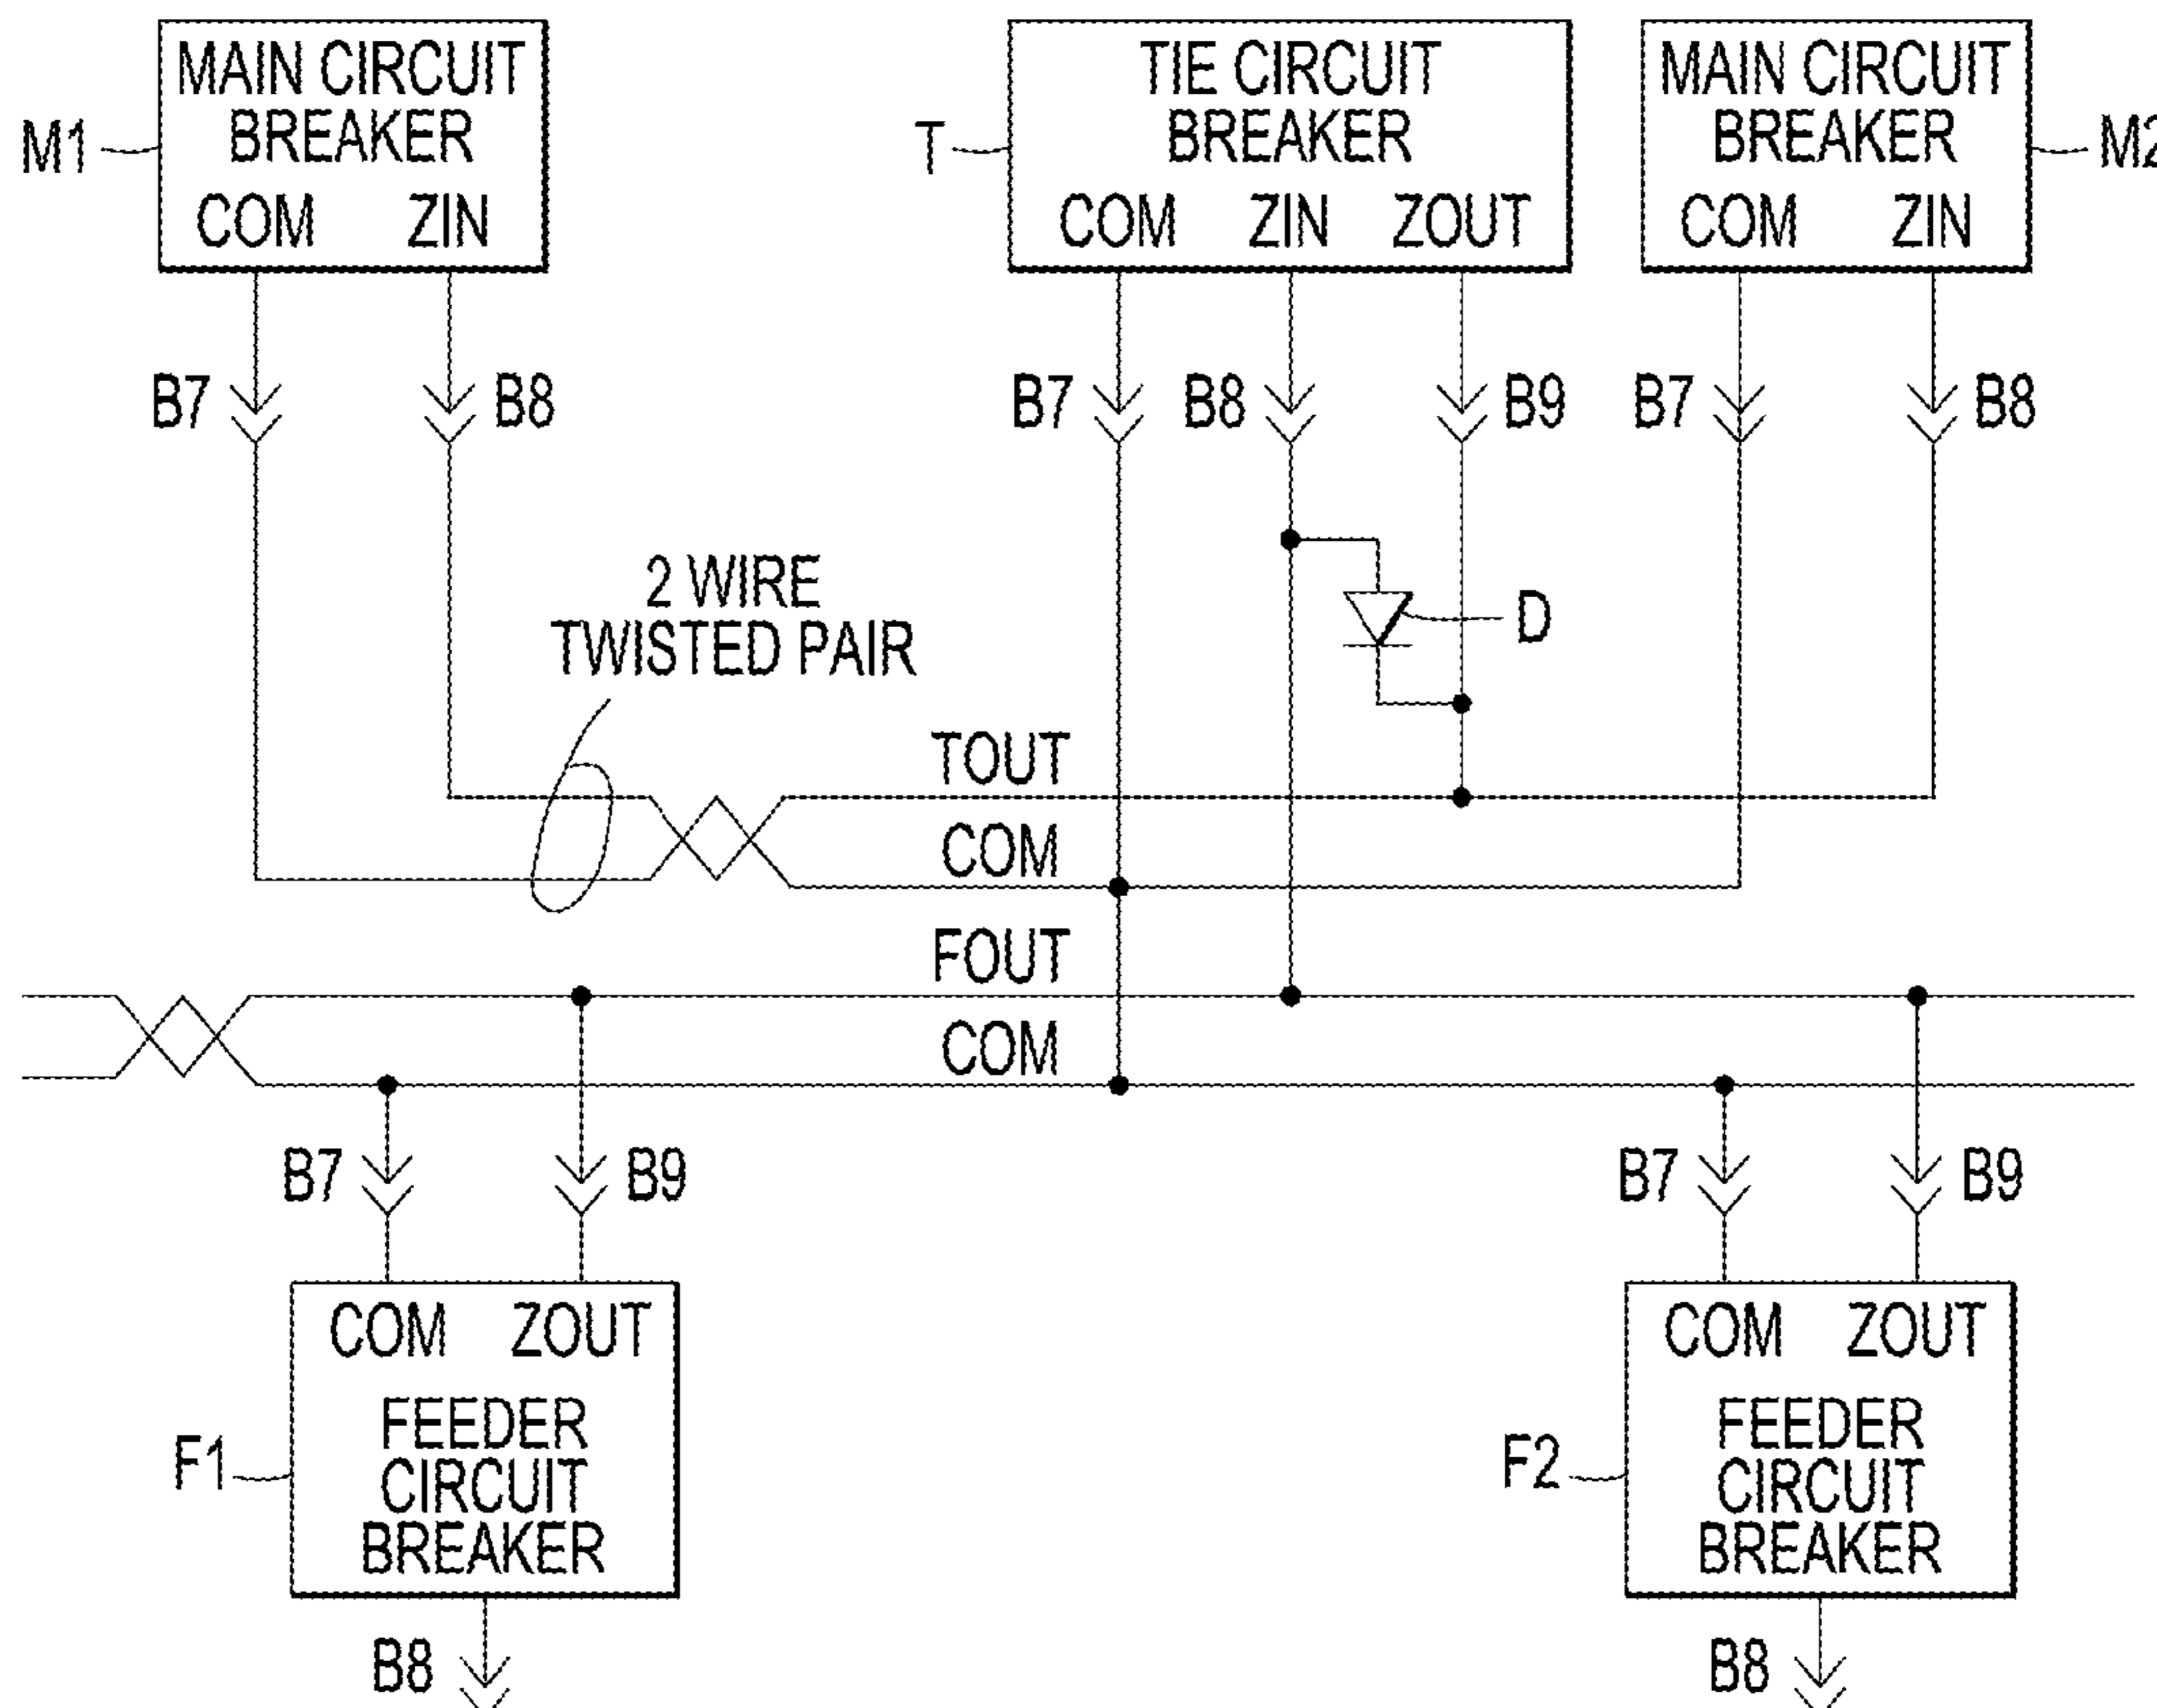 MAIN CIRCUIT
BREAKER
COM ZIN
M1
TIE CIRCUIT
BREAKER
COM ZIN ZOUT
T
MAIN CIRCUIT
BREAKER
COM ZIN
M2
B7 B8
B7 B8 B9
B7 B8
2 WIRE
TWISTED PAIR
D
TOUT
COM
FOUT
COM
B7 B9
B7 B9
COM ZOUT
FEEDER
CIRCUIT
BREAKER
F1
COM ZOUT
FEEDER
CIRCUIT
BREAKER
F2
B8
B8